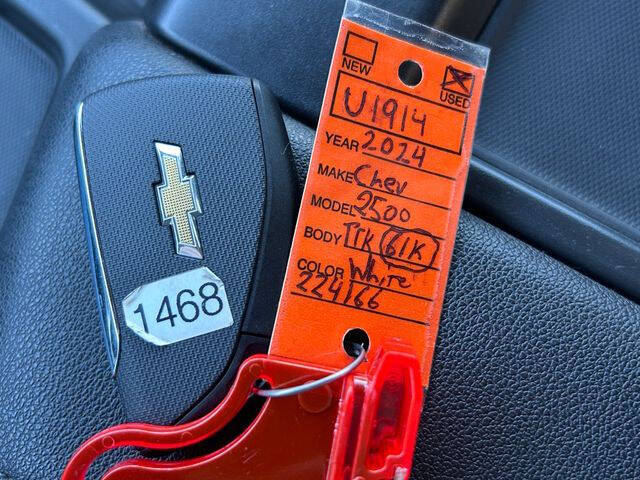 NEW
USED
U1914
YEAR 2024
MAKE Chev
MODEL 2500
BODY Trk 61K
COLOR White
224166
1468